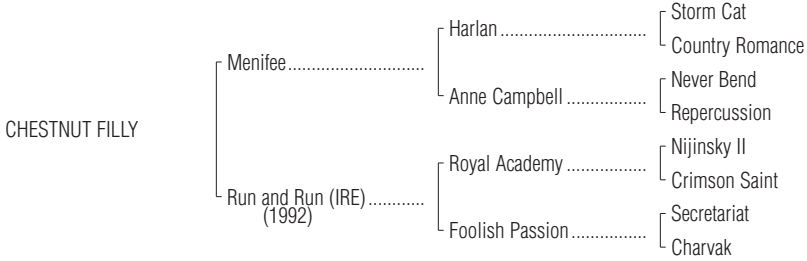 Storm Cat
Harlan ................................
Country Romance
Menifee.............................
Never Bend
Anne Campbell .................
Repercussion
CHESTNUT FILLY
Nijinsky II
Royal Academy .................
Crimson Saint
Run and Run (IRE)............
(1992)
Secretariat
Foolish Passion................
Charvak